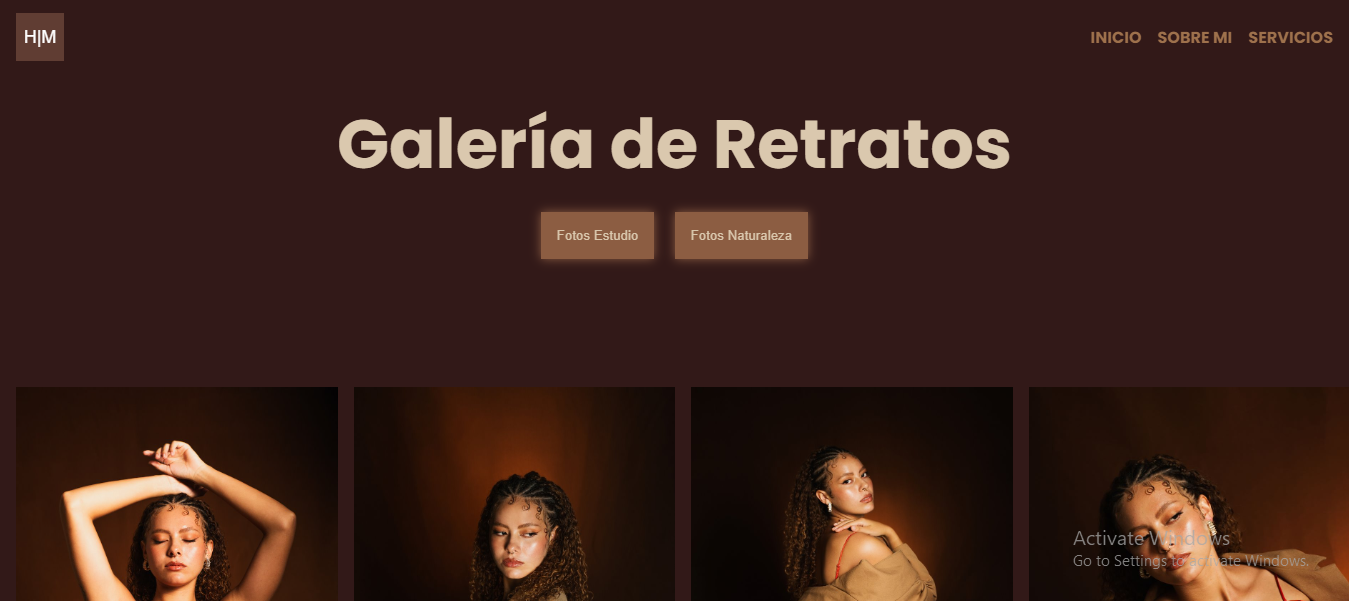 H|M
INICIO SOBRE MI SERVICIOS
Galería de Retratos
Fotos Estudio Fotos Naturaleza
Activate Windows
Go to Settings to activate Windows.